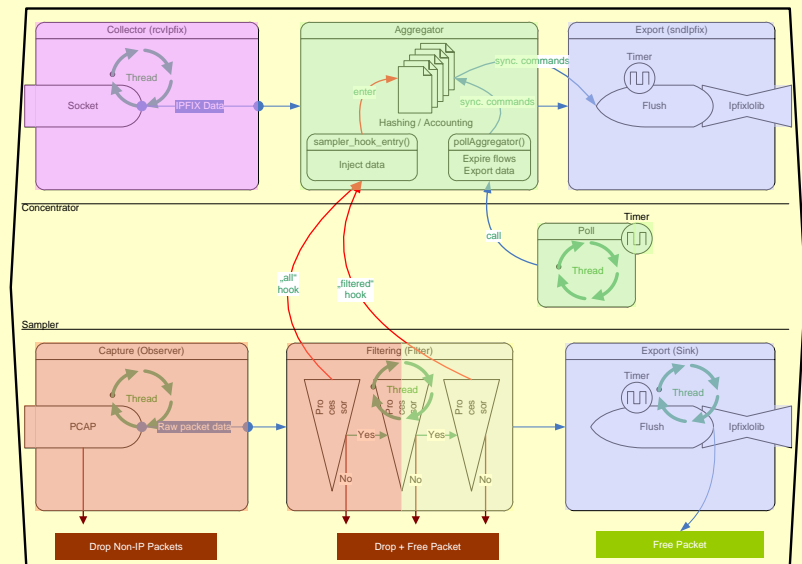 Collector (rcvIpfix)
Aggregator
Export (sndIpfix)
Thread
sync. commands
Timer
enter
sync. commands
Socket
IPFIX Data
Flush
Ipfixlolib
Hashing / Accounting
sampler_hook_entry()
pollAggregator()
Inject data
Expire flows
Export data
Concentrator
Timer
call
Poll
Thread
„all"
hook
„filtered"
hook
Sampler
Capture (Observer)
Filtering (Filter)
Export (Sink)
Timer
Thread
Thread
Thread
Pro
ces
sor
Pro
ces
sor
Pro
ces
sor
PCAP
Raw packet data
Yes
Yes
Flush
Ipfixlolib
No
No
No
Drop Non-IP Packets
Drop + Free Packet
Free Packet